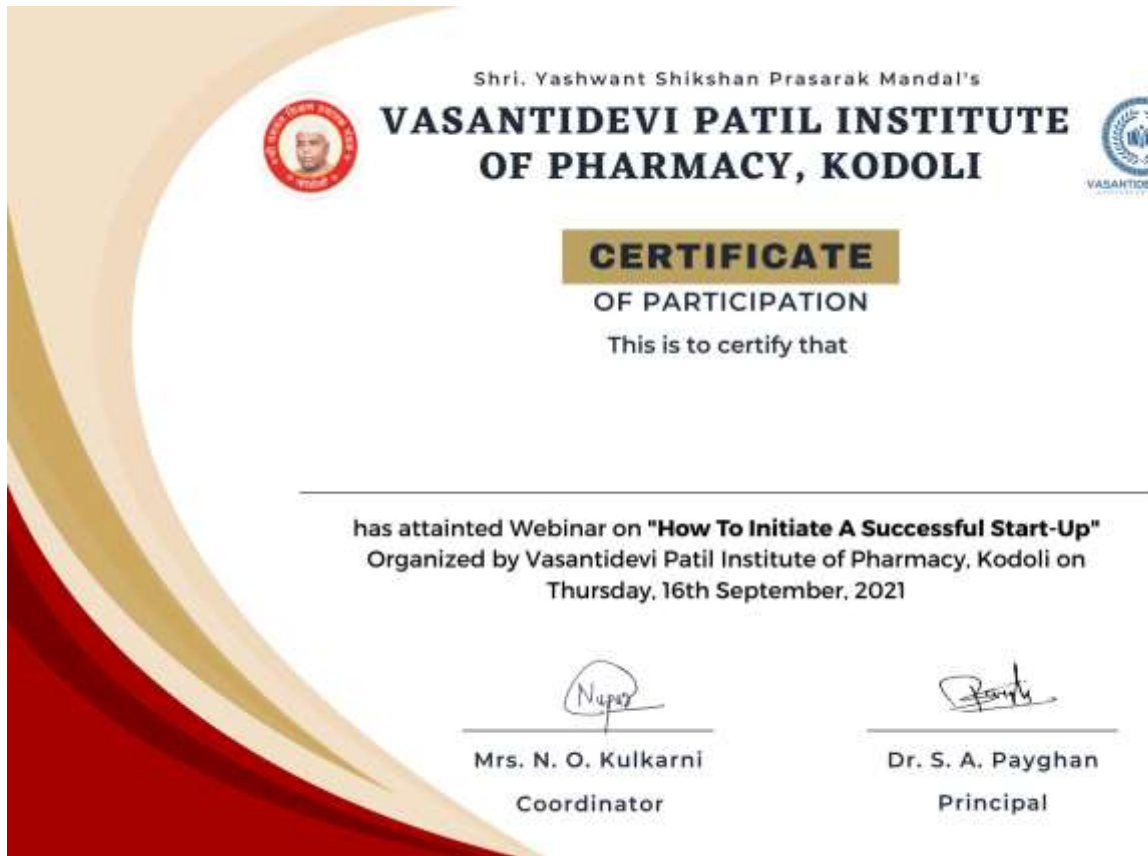 Shri. Yashwant Shikshan Prasarak Mandal's
VASANTIDEVI PATIL INSTITUTE
OF PHARMACY, KODOLI
VASANTIDE
CERTIFICATE
OF PARTICIPATION
This is to certify that
has attainted Webinar on "How To Initiate A Successful Start-Up"
Organized by Vasantidevi Patil Institute of Pharmacy, Kodoli on
Thursday, 16th September, 2021
Nupur
Mrs. N. O. Kulkarni
Dr. S. A. Payghan
Coordinator
Principal